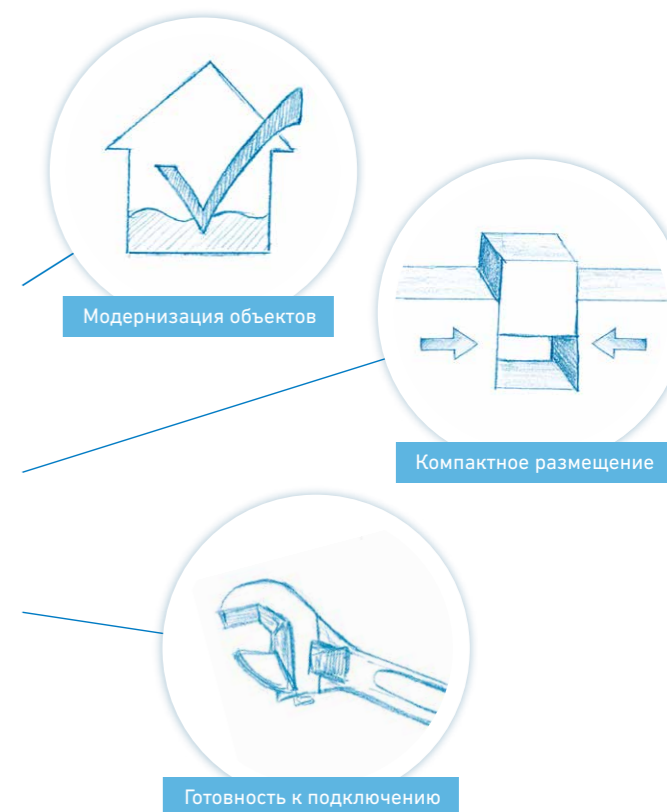 Модернизация объектов
Компактное размещение
Готовность к подключению